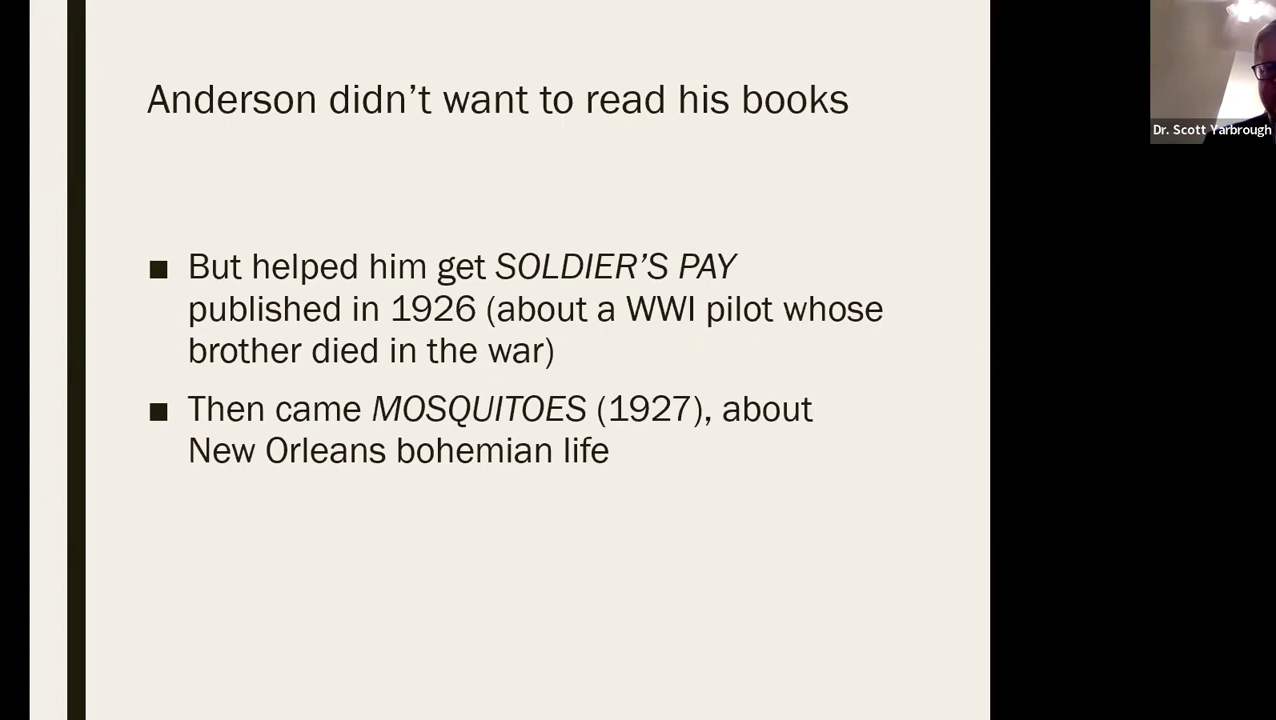 Anderson didn’t want to read his books
■ But helped him get SOLDIER’S PAY
published in 1926 (about a WWI pilot whose
brother died in the war)
■ Then came MOSQUITOES (1927), about
New Orleans bohemian life
Dr. Scott Yarbrough